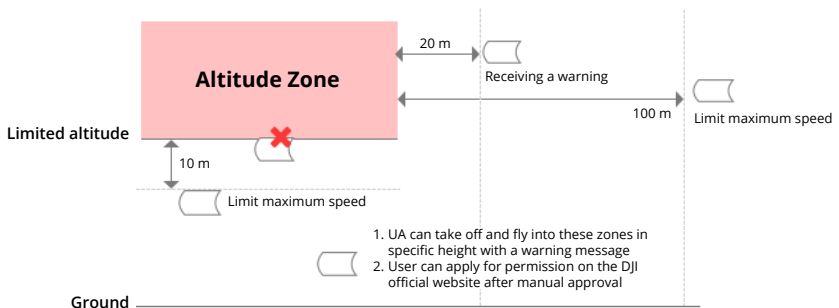 20 m
Altitude Zone
Receiving a warning
100 m
Limit maximum speed
Limited altitude
10 m
Limit maximum speed
1. UA can take off and fly into these zones in
specific height with a warning message
2. User can apply for permission on the DJI
official website after manual approval
Ground